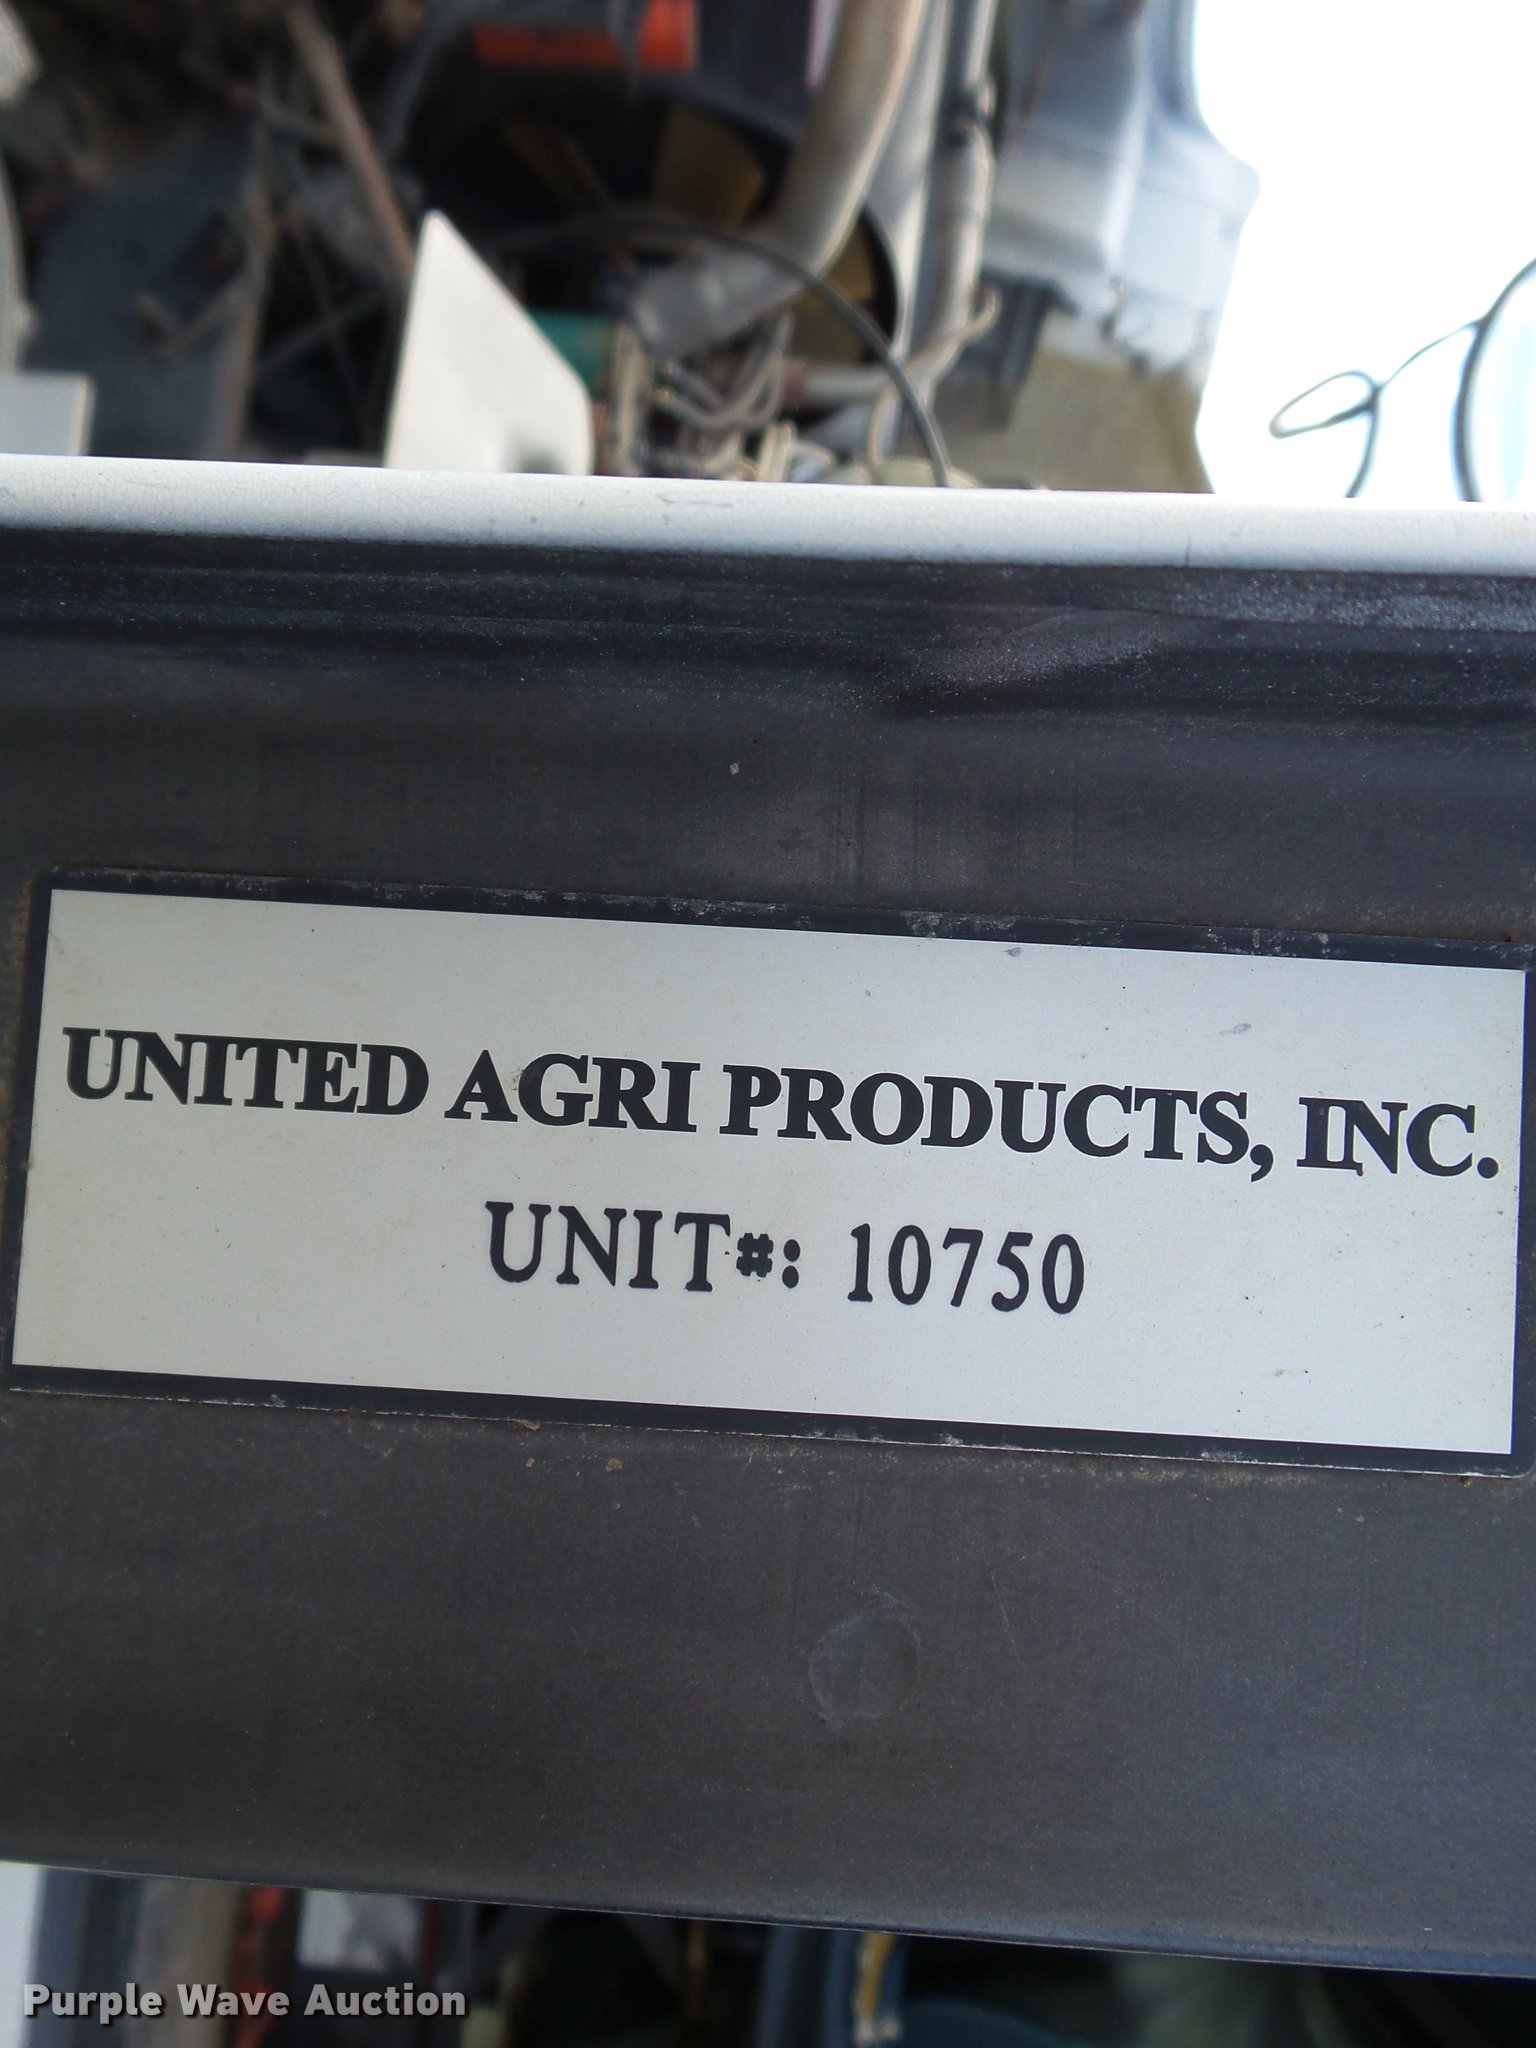 UNITED AGRI PRODUCTS, INC.
UNIT#: 10750
Purple Wave Auction